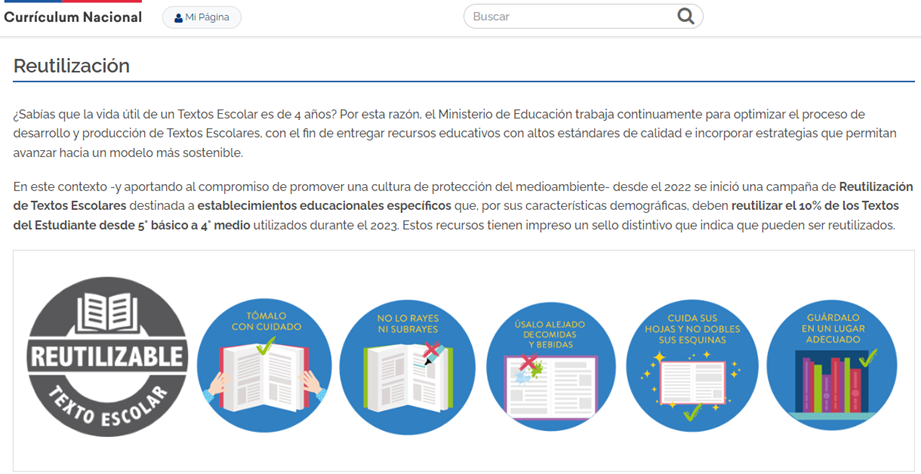 Currículum Nacional
Mi Página
Buscar
Reutilización
¿Sabías que la vida útil de un Textos Escolar es de 4 años? Por esta razón, el Ministerio de Educación trabaja continuamente para optimizar el proceso de
desarrollo y producción de Textos Escolares, con el fin de entregar recursos educativos con altos estándares de calidad e incorporar estrategias que permitan
avanzar hacia un modelo más sostenible.
En este contexto -y aportando al compromiso de promover una cultura de protección del medioambiente- desde el 2022 se inició una campaña de Reutilización
de Textos Escolares destinada a establecimientos educacionales específicos que, por sus características demográficas, deben reutilizar el 10% de los Textos
del Estudiante desde 5° básico a 4° medio utilizados durante el 2023. Estos recursos tienen impreso un sello distintivo que indica que pueden ser reutilizados.
REUTILIZABLE
TEXTO ESCOLAR
TÓMALO
CON CUIDADO
NO LO RAYES
NI SUBRAYES
ÚSALO ALEJADO
DE COMIDAS
Y BEBIDAS
CUIDA SUS
HOJAS Y NO DOBLES
SUS ESQUINAS
GUÁRDALO
EN UN LUGAR
ADECUADO